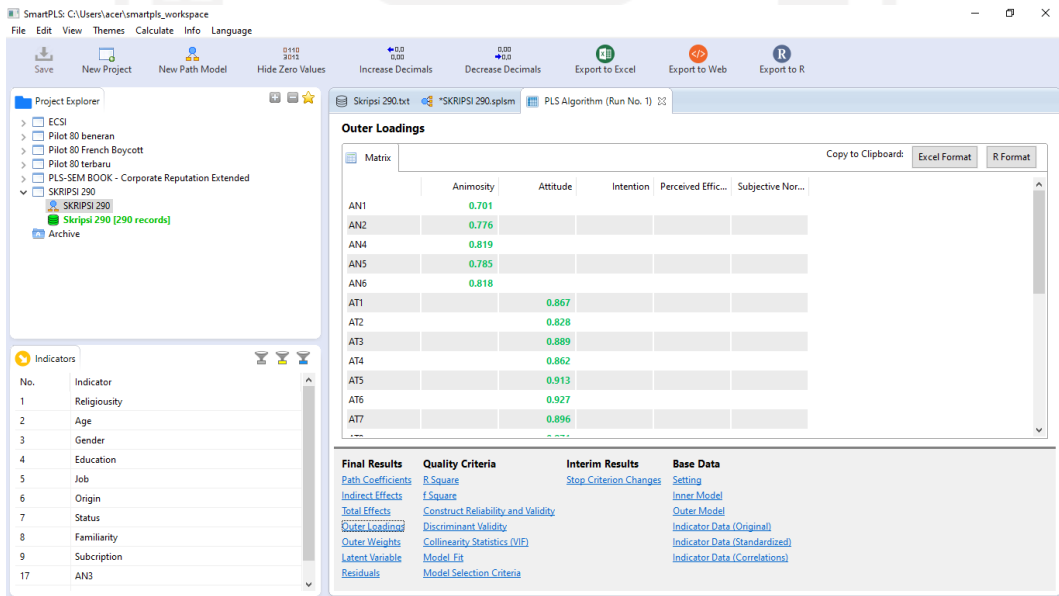 SmartPLS: C:\Users\acer\smartpls_workspace
File Edit View Themes Calculate Info Language
Save New Project New Path Model Hide Zero Values Increase Decimals Decrease Decimals Export to Excel Export to Web Export to R
Project Explorer
ECSI
Pilot 80 beneran
Pilot 80 French Boycott
Pilot 80 terbaru
PLS-SEM BOOK - Corporate Reputation Extended
SKRIPSI 290
SKRIPSI 290
Skripsi 290 [290 records]
Archive
Indicators
No. Indicator
1 Religiousity
2 Age
3 Gender
4 Education
5 Job
6 Origin
7 Status
8 Familiarity
9 Subcription
17 AN3
Skripsi 290.txt *SKRIPSI 290.splsm PLS Algorithm (Run No. 1)
Outer Loadings
Matrix Copy to Clipboard: Excel Format R Format
Animosity Attitude Intention Perceived Effic... Subjective Nor...
AN1 0.701
AN2 0.776
AN4 0.819
AN5 0.785
AN6 0.818
AT1 0.867
AT2 0.828
AT3 0.889
AT4 0.862
AT5 0.913
AT6 0.927
AT7 0.896
Final Results Quality Criteria Interim Results Base Data
Path Coefficients R Square Stop Criterion Changes Setting
Indirect Effects f Square Inner Model
Total Effects Construct Reliability and Validity Outer Model
Outer Loadings Discriminant Validity Indicator Data (Original)
Outer Weights Collinearity Statistics (VIF) Indicator Data (Standardized)
Latent Variable Model_Fit Indicator Data (Correlations)
Residuals Model Selection Criteria